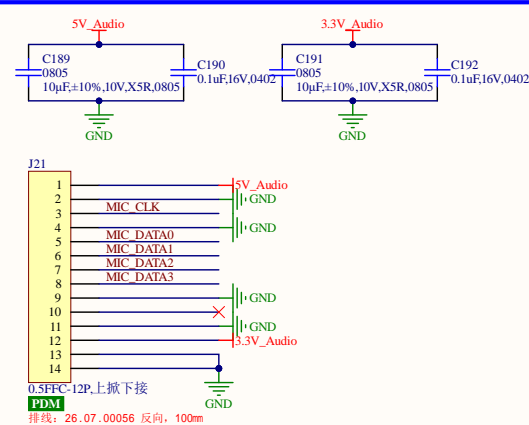 5V_Audio
3.3V_Audio
C189
0805
10μF,±10%,10V,X5R,0805
C190
0.1uF,16V,0402
C191
0805
10μF,±10%,10V,X5R,0805
C192
0.1uF,16V,0402
GND
GND
J21
1
5V_Audio
2
GND
3
MIC_CLK
4
GND
5
MIC_DATA0
6
MIC_DATA1
7
MIC_DATA2
8
MIC_DATA3
9
GND
10
11
GND
12
3.3V_Audio
13
14
0.5FFC-12P,上掀下接
GND
PDM
排线: 26.07.00056 反向, 100mm